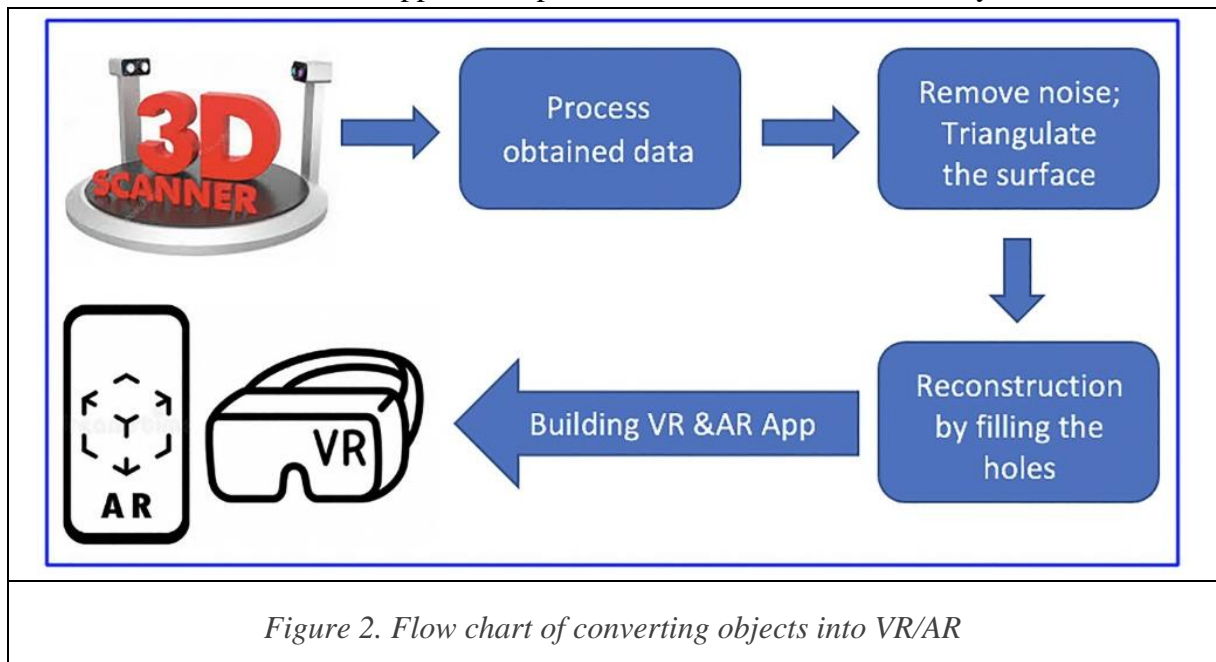 3D
SCANNER
Process
obtained data
Remove noise;
Triangulate
the surface
Reconstruction
by filling the
holes
Building VR &AR App
VR
AR
Figure 2. Flow chart of converting objects into VR/AR